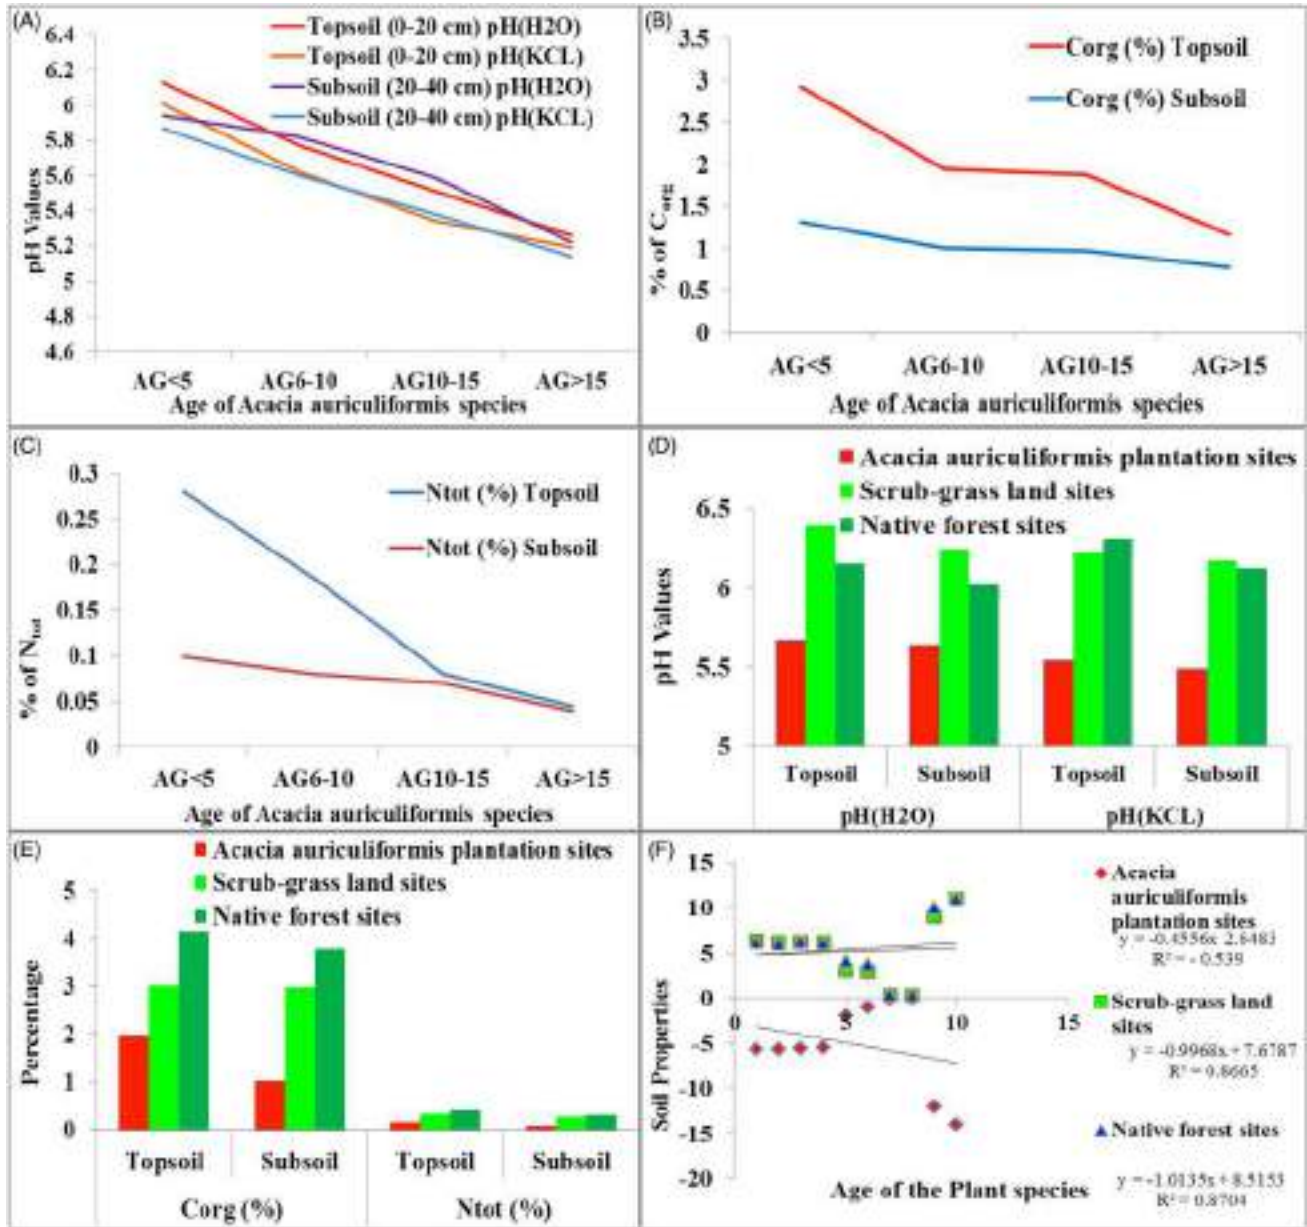 (A)
Topsoil (0-20 cm) pH(H2O)
Topsoil (0-20 cm) pH(KCL)
Subsoil (20-40 cm) pH(H2O)
Subsoil (20-40 cm) pH(KCL)
pH Values
6.4
6.2
6
5.8
5.6
5.4
5.2
5
4.8
4.6
AG<5 AG6-10 AG10-15 AG>15
Age of Acacia auriculiformis species
(B)
Corg (%) Topsoil
Corg (%) Subsoil
% of Corg
3.5
3
2.5
2
1.5
1
0.5
0
AG<5 AG6-10 AG10-15 AG>15
Age of Acacia auriculiformis species
(C)
Ntot (%) Topsoil
Ntot (%) Subsoil
% of Ntot
0.3
0.25
0.2
0.15
0.1
0.05
0
AG<5 AG6-10 AG10-15 AG>15
Age of Acacia auriculiformis species
(D)
Acacia auriculiformis plantation sites
Scrub-grass land sites
Native forest sites
pH Values
6.5
6
5.5
5
Topsoil Subsoil Topsoil Subsoil
pH(H2O) pH(KCL)
(E)
Acacia auriculiformis plantation sites
Scrub-grass land sites
Native forest sites
Percentage
5
4
3
2
1
0
Topsoil Subsoil Topsoil Subsoil
Corg (%) Ntot (%)
(F)
Soil Properties
15
10
5
0
-5
-10
-15
-20
0 5 10 15
Age of the Plant species
Acacia
auriculiformis
plantation sites
y = -0.4556x 2.6483
R² = - 0.539
Scrub-grass land
sites
y = -0.9968x + 7.6787
R² = 0.8665
Native forest sites
y = -1.0135x + 8.5153
R² = 0.8704